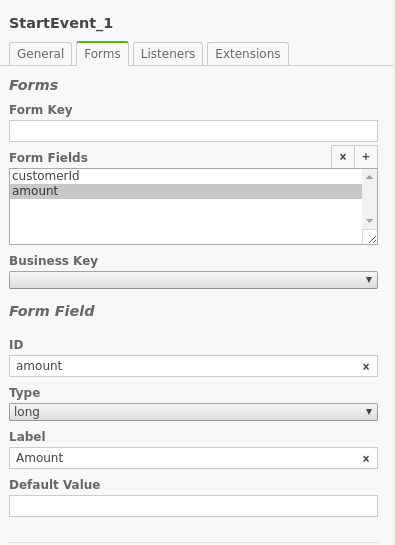 StartEvent_1
General Forms Listeners Extensions
Forms
Form Key
Form Fields × +
customerId
amount
Business Key
Form Field
ID
amount ×
Type
long
Label
Amount ×
Default Value